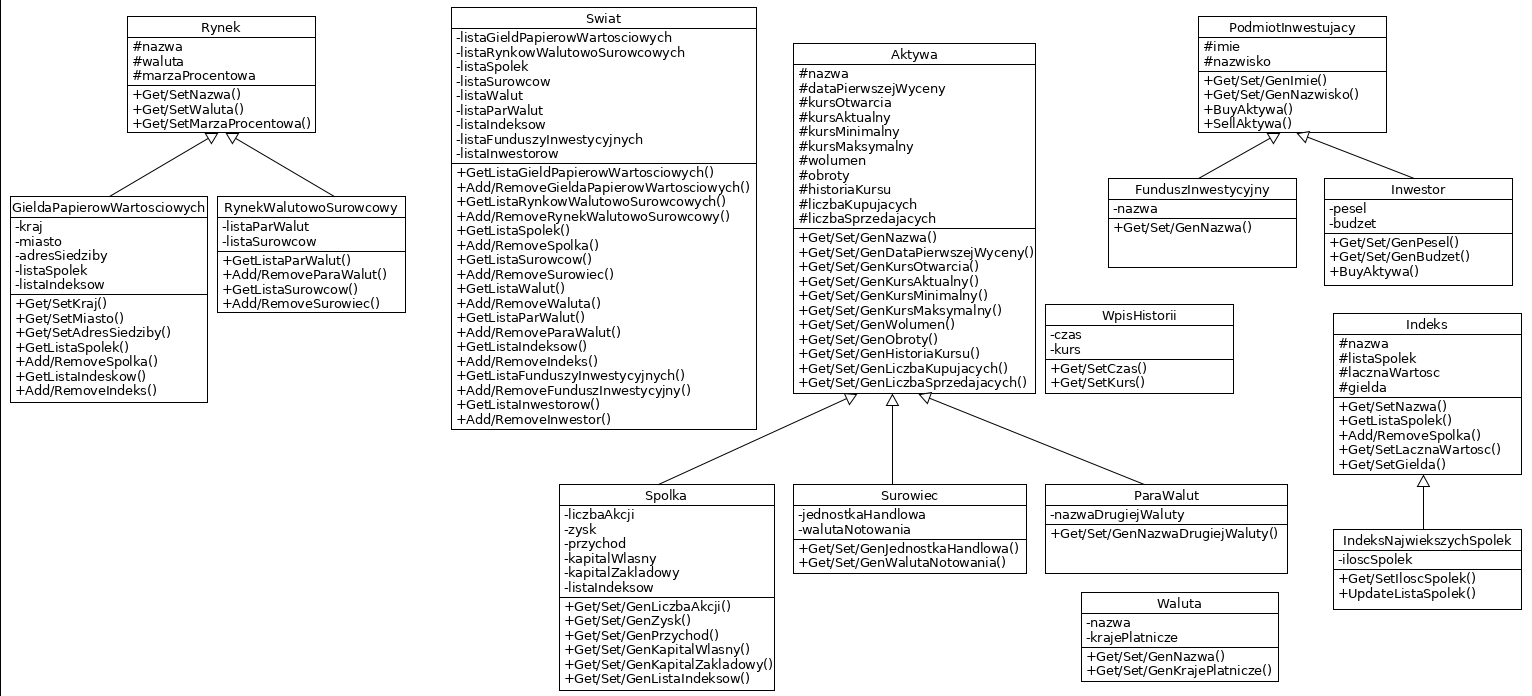 Rynek
#nazwa
#waluta
#marzaProcentowa
+Get/SetNazwa()
+Get/SetWaluta()
+Get/SetMarzaProcentowa()
GieldaPapierowWartosciowych
-kraj
-miasto
-adresSiedziby
-listaSpolek
-listaIndeksow
+Get/SetKraj()
+Get/SetMiasto()
+Get/SetAdresSiedziby()
+GetListaSpolek()
+Add/RemoveSpolka()
+GetListaIndeskow()
+Add/RemoveIndeks()
RynekWalutowoSurowcowy
-listaParWalut
-listaSurowcow
+GetListaParWalut()
+Add/RemoveParaWalut()
+GetListaSurowcow()
+Add/RemoveSurowiec()
Swiat
-listaGieldPapierowWartosciowych
-listaRynkowWalutowoSurowcowych
-listaSpolek
-listaSurowcow
-listaWalut
-listaParWalut
-listaIndeksow
-listaFunduszyInwestycyjnych
-listaInwestorow
+GetListaGieldPapierowWartosciowych()
+Add/RemoveGieldaPapierowWartosciowych()
+GetListaRynkowWalutowoSurowcowych()
+Add/RemoveRynekWalutowoSurowcowy()
+GetListaSpolek()
+Add/RemoveSpolka()
+GetListaSurowcow()
+Add/RemoveSurowiec()
+GetListaWalut()
+Add/RemoveWaluta()
+GetListaParWalut()
+Add/RemoveParaWalut()
+GetListaIndeksow()
+Add/RemoveIndeks()
+GetListaFunduszyInwestycyjnych()
+Add/RemoveFunduszInwestycyjny()
+GetListaInwestorow()
+Add/RemoveInwestor()
Aktywa
#nazwa
#dataPierwszejWyceny
#kursOtwarcia
#kursAktualny
#kursMinimalny
#kursMaksymalny
#wolumen
#obroty
#historiaKursu
#liczbaKupujacych
#liczbaSprzedajacych
+Get/Set/GenNazwa()
+Get/Set/GenDataPierwszejWyceny()
+Get/Set/GenKursOtwarcia()
+Get/Set/GenKursAktualny()
+Get/Set/GenKursMinimalny()
+Get/Set/GenKursMaksymalny()
+Get/Set/GenWolumen()
+Get/Set/GenObroty()
+Get/Set/GenHistoriaKursu()
+Get/Set/GenLiczbaKupujacych()
+Get/Set/GenLiczbaSprzedajacych()
Spolka
-liczbaAkcji
-zysk
-przychod
-kapitalWlasny
-kapitalZakladowy
-listaIndeksow
+Get/Set/GenLiczbaAkcji()
+Get/Set/GenZysk()
+Get/Set/GenPrzychod()
+Get/Set/GenKapitalWlasny()
+Get/Set/GenKapitalZakladowy()
+Get/Set/GenListaIndeksow()
Surowiec
-jednostkaHandlowa
-walutaNotowania
+Get/Set/GenJednostkaHandlowa()
+Get/Set/GenWalutaNotowania()
ParaWalut
-nazwaDrugiejWaluty
+Get/Set/GenNazwaDrugiejWaluty()
Waluta
-nazwa
-krajePlatnicze
+Get/Set/GenNazwa()
+Get/Set/GenKrajePlatnicze()
PodmiotInwestujacy
#imie
#nazwisko
+Get/Set/GenImie()
+Get/Set/GenNazwisko()
+BuyAktywa()
+SellAktywa()
FunduszInwestycyjny
-nazwa
+Get/Set/GenNazwa()
Inwestor
-pesel
-budzet
+Get/Set/GenPesel()
+Get/Set/GenBudzet()
+BuyAktywa()
WpisHistorii
-czas
-kurs
+Get/SetCzas()
+Get/SetKurs()
Indeks
#nazwa
#listaSpolek
#lacznaWartosc
#gielda
+Get/SetNazwa()
+GetListaSpolek()
+Add/RemoveSpolka()
+Get/SetLacznaWartosc()
+Get/SetGielda()
IndeksNajwiekszychSpolek
-iloscSpolek
+Get/SetIloscSpolek()
+UpdateListaSpolek()